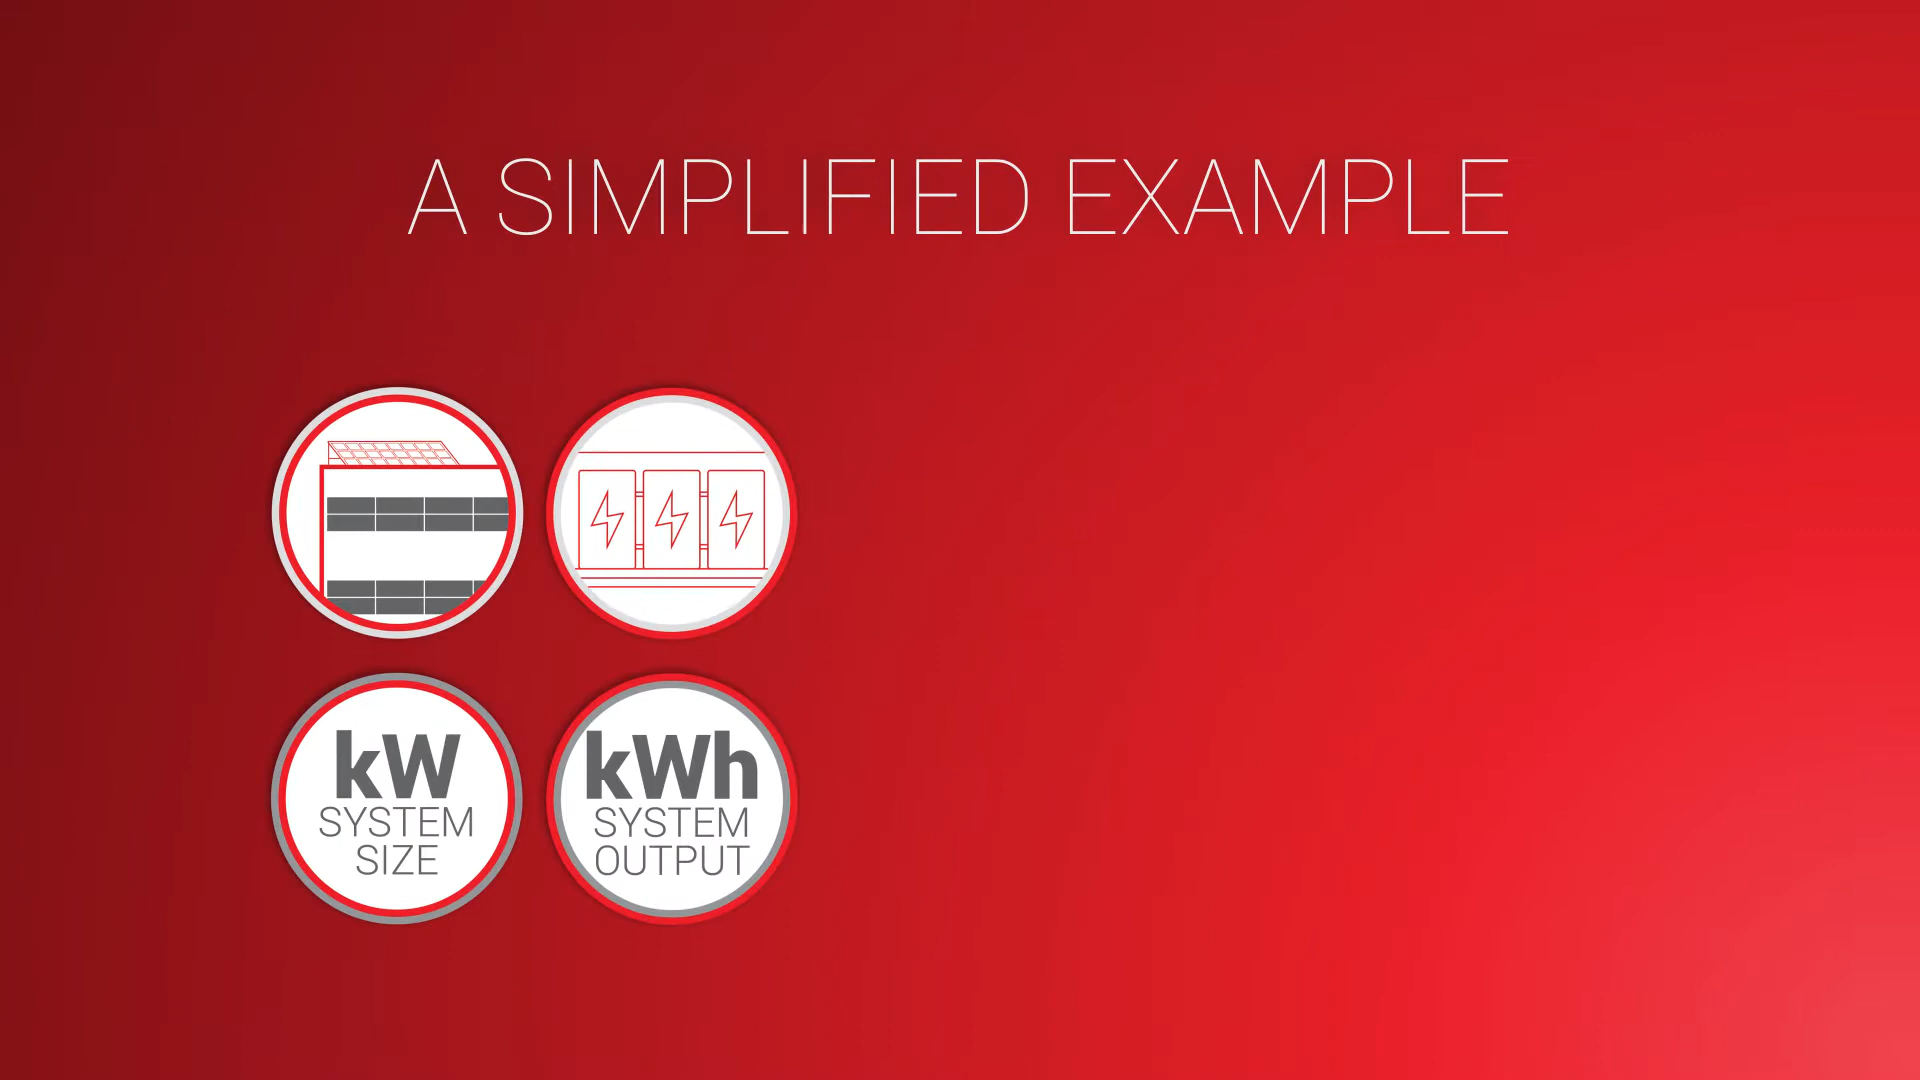 A SIMPLIFIED EXAMPLE
kW
SYSTEM
SIZE
kWh
SYSTEM
OUTPUT